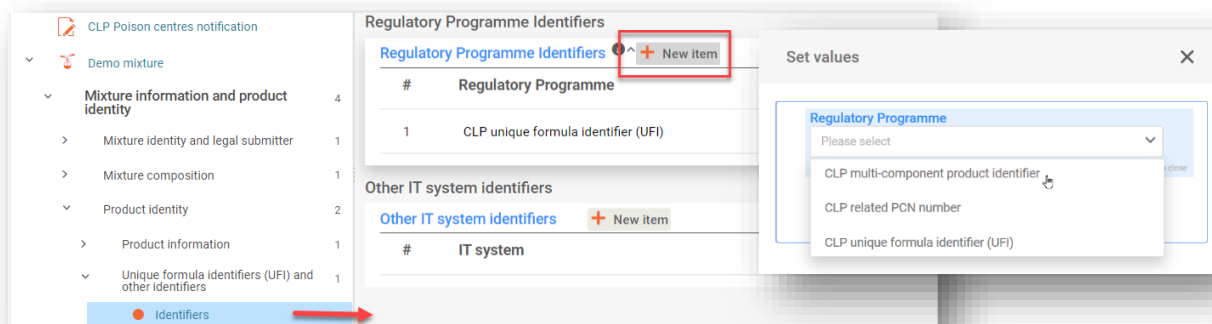 CLP Poison centres notification
Demo mixture
Mixture information and product
identity
4
Mixture identity and legal submitter
1
Mixture composition
1
Product identity
2
Product information
1
Unique formula identifiers (UFI) and
other identifiers
1
Identifiers
Regulatory Programme Identifiers
Regulatory Programme Identifiers
New item
# Regulatory Programme
1 CLP unique formula identifier (UFI)
Other IT system identifiers
Other IT system identifiers
New item
# IT system
Set values
Regulatory Programme
Please select
close
CLP multi-component product identifier
CLP related PCN number
CLP unique formula identifier (UFI)